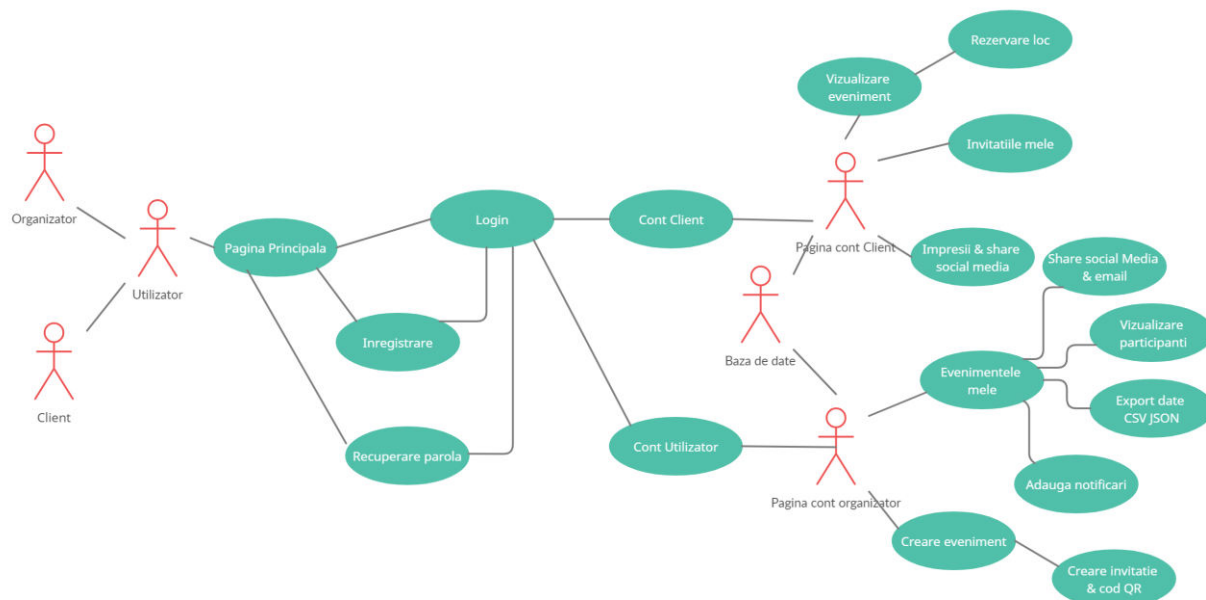 Rezervare loc
Vizualizare
eveniment
Invitatiile mele
Organizator
Utilizator
Client
Pagina Principala
Login
Inregistrare
Recuperare parola
Cont Client
Cont Utilizator
Pagina cont Client
Impresii & share
social media
Baza de date
Pagina cont organizator
Share social Media
& email
Vizualizare
participanti
Evenimentele
mele
Export date
CSV JSON
Adauga notificari
Creare eveniment
Creare invitatie
& cod QR